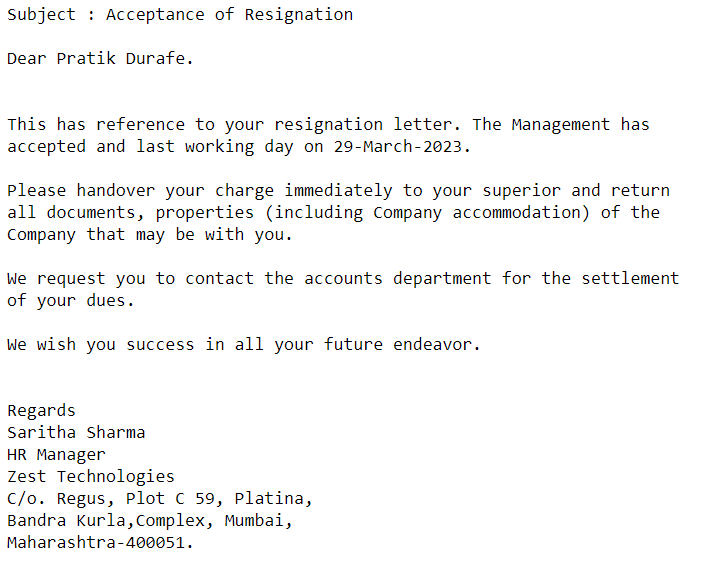 Subject : Acceptance of Resignation
Dear Pratik Durafe.
This has reference to your resignation letter. The Management has
accepted and last working day on 29-March-2023.
Please handover your charge immediately to your superior and return
all documents, properties (including Company accommodation) of the
Company that may be with you.
We request you to contact the accounts department for the settlement
of your dues.
We wish you success in all your future endeavor.
Regards
Saritha Sharma
HR Manager
Zest Technologies
C/o. Regus, Plot C 59, Platina,
Bandra Kurla,Complex, Mumbai,
Maharashtra-400051.